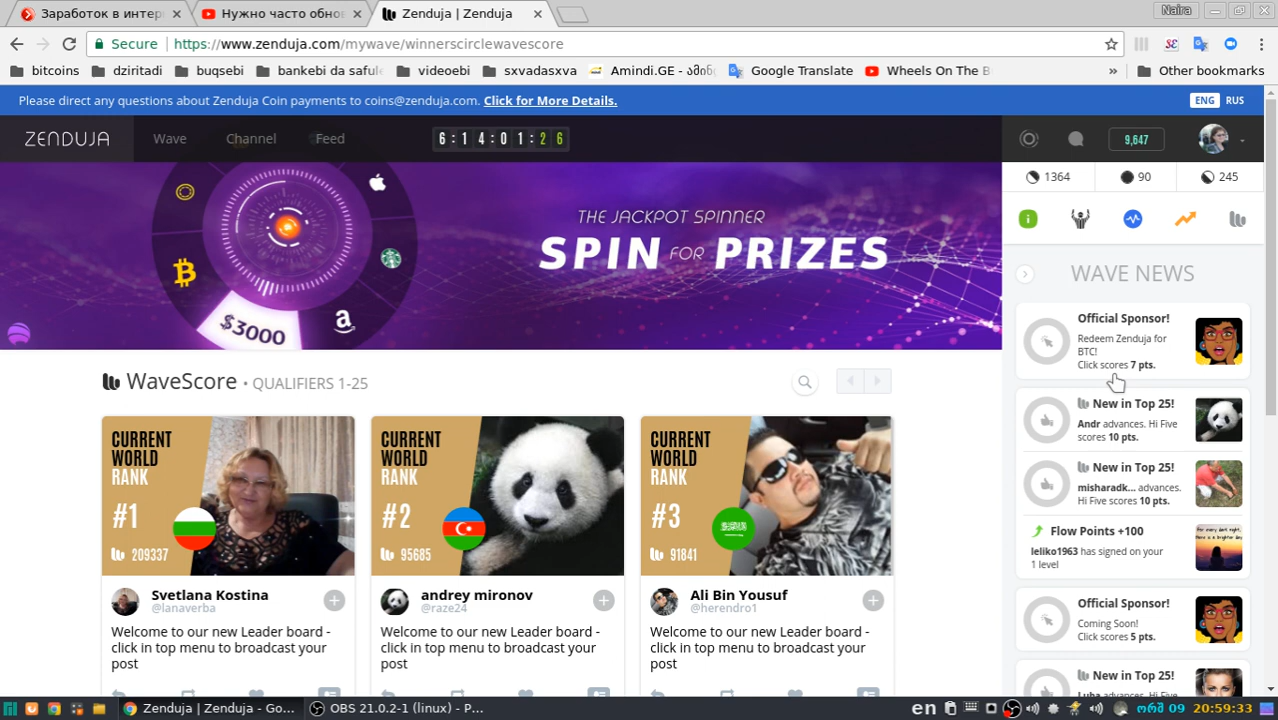 Заработок в интер
Нужно часто обнов
Zenduja | Zenduja
Naira
Secure
https://www.zenduja.com/mywave/winnerscirclewavescore
bitcoins
dziritadi
buqsebi
bankebi da safule
videoebi
sxvadasxva
Amindi.GE - ამინდ
Google Translate
Wheels On The B
»
Other bookmarks
Please direct any questions about Zenduja Coin payments to coins@zenduja.com. Click for More Details.
ENG RUS
ZENDUJA
Wave
Channel
Feed
6:14:01:26
9,647
1364
90
245
THE JACKPOT SPINNER
SPIN FOR PRIZES
$3000
WAVE NEWS
Official Sponsor!
Redeem Zenduja for
BTC!
Click scores 7 pts.
New in Top 25!
Andr advances. Hi Five
scores 10 pts.
New in Top 25!
misharadk... advances.
Hi Five scores 10 pts.
Flow Points +100
leliko1963 has signed on your
1 level
Official Sponsor!
Coming Soon!
Click scores 5 pts.
New in Top 25!
Luba advances. Hi Five
WaveScore • QUALIFIERS 1-25
CURRENT
WORLD
RANK
#1
209337
Svetlana Kostina
@lanaverba
Welcome to our new Leader board -
click in top menu to broadcast your
post
CURRENT
WORLD
RANK
#2
95685
andrey mironov
@raze24
Welcome to our new Leader board -
click in top menu to broadcast your
post
CURRENT
WORLD
RANK
#3
91841
Ali Bin Yousuf
@herendro1
Welcome to our new Leader board -
click in top menu to broadcast your
post
Zenduja | Zenduja - Go...
OBS 21.0.2-1 (linux) - P...
en
ორშ 09
20:59:33